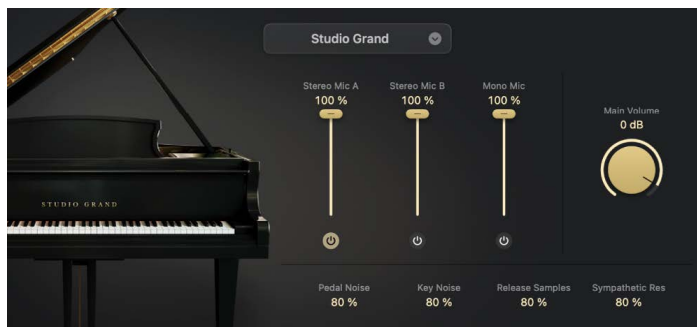 Studio Grand
Stereo Mic A Stereo Mic B Mono Mic
100 % 100 % 100 %
Main Volume
0 dB
STUDIO GRAND
Pedal Noise Key Noise Release Samples Sympathetic Res
80 % 80 % 80 % 80 %